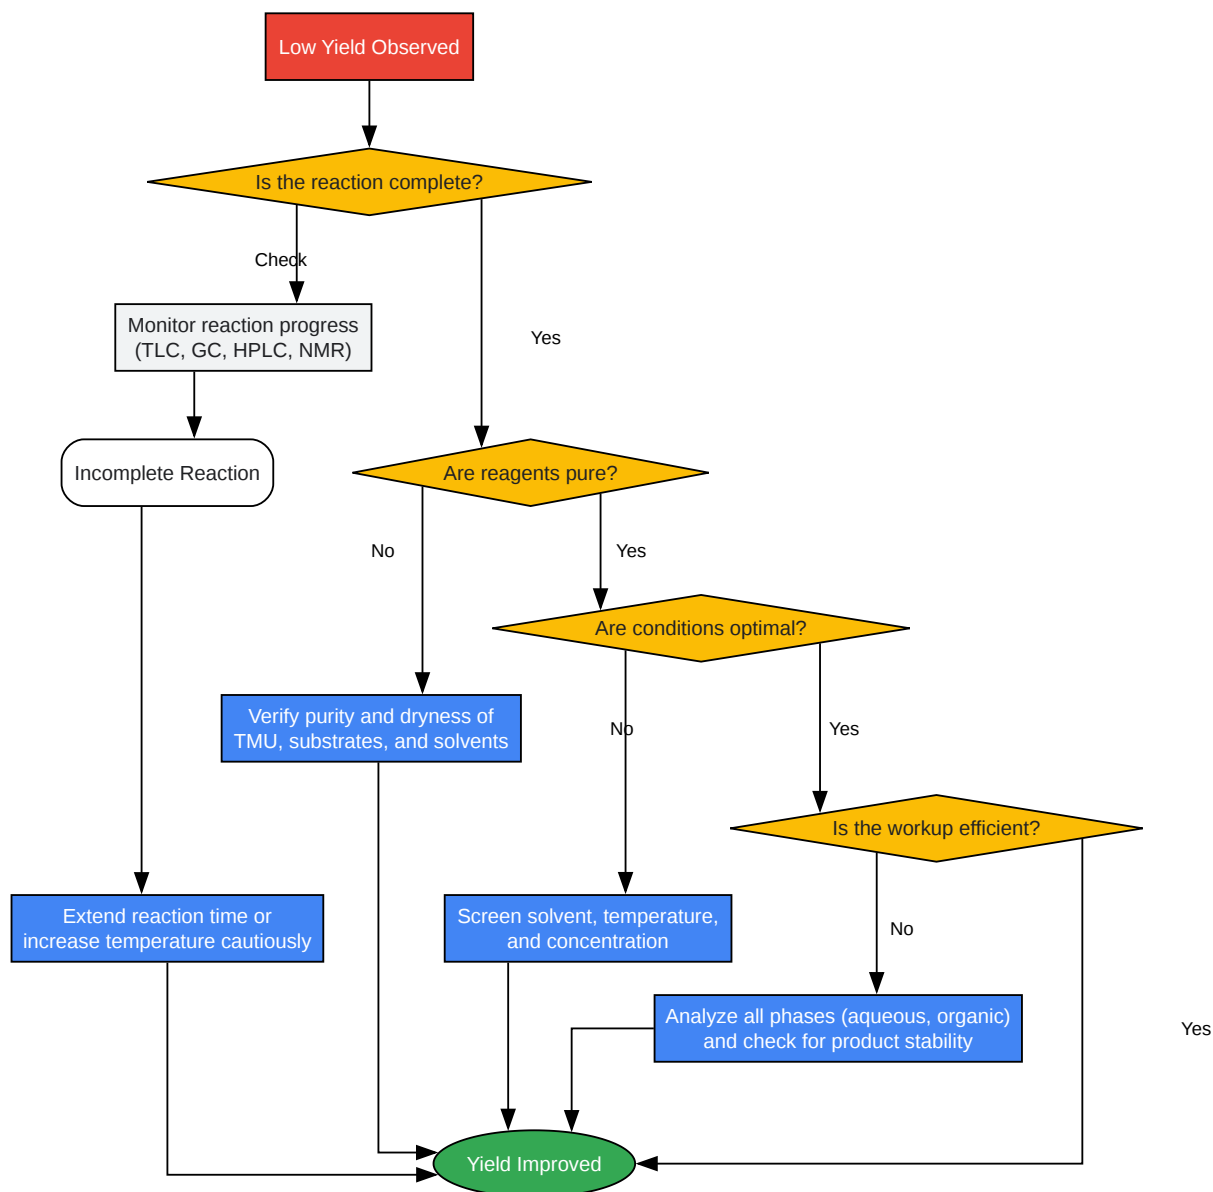 Low Yield Observed
Is the reaction complete?
Check
Monitor reaction progress
(TLC, GC, HPLC, NMR)
Yes
Incomplete Reaction
Are reagents pure?
No
Yes
Are conditions optimal?
Verify purity and dryness of
TMU, substrates, and solvents
No
Yes
Is the workup efficient?
Extend reaction time or
increase temperature cautiously
Screen solvent, temperature,
and concentration
No
Analyze all phases (aqueous, organic)
and check for product stability
Yes
Yield Improved